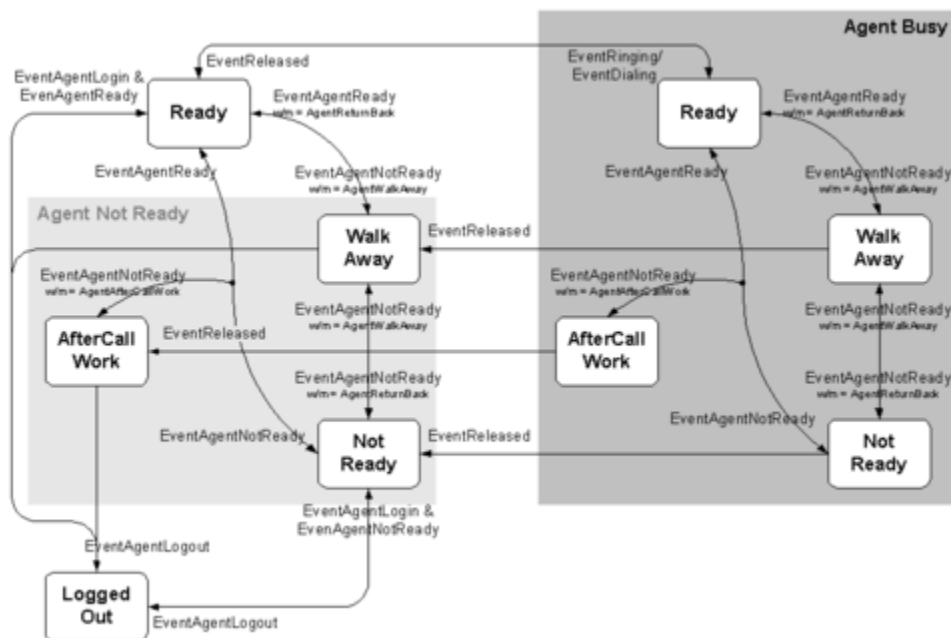 Agent Busy
EventReleased
EventRinging/
EventDialing
EventAgentLogin &
EvenAgentReady
Ready
EventAgentReady
w/m = AgentReturnBack
Ready
EventAgentReady
w/m = AgentReturnBack
EventAgentReady
EventAgentNotReady
w/m = AgentWalkAway
EventAgentReady
EventAgentNotReady
w/m = AgentWalkAway
Agent Not Ready
Walk
Away
EventReleased
Walk
Away
EventAgentNotReady
w/m = AgentAfterCallWork
EventAgentNotReady
w/m = AgentWalkAway
EventAgentNotReady
w/m = AgentAfterCallWork
EventAgentNotReady
w/m = AgentWalkAway
AfterCall
Work
EventReleased
AfterCall
Work
EventAgentNotReady
w/m = AgentReturnBack
EventAgentNotReady
w/m = AgentReturnBack
EventAgentNotReady
Not
Ready
EventReleased
EventAgentNotReady
Not
Ready
EventAgentLogin &
EvenAgentNotReady
EventAgentLogout
Logged
Out
EventAgentLogout